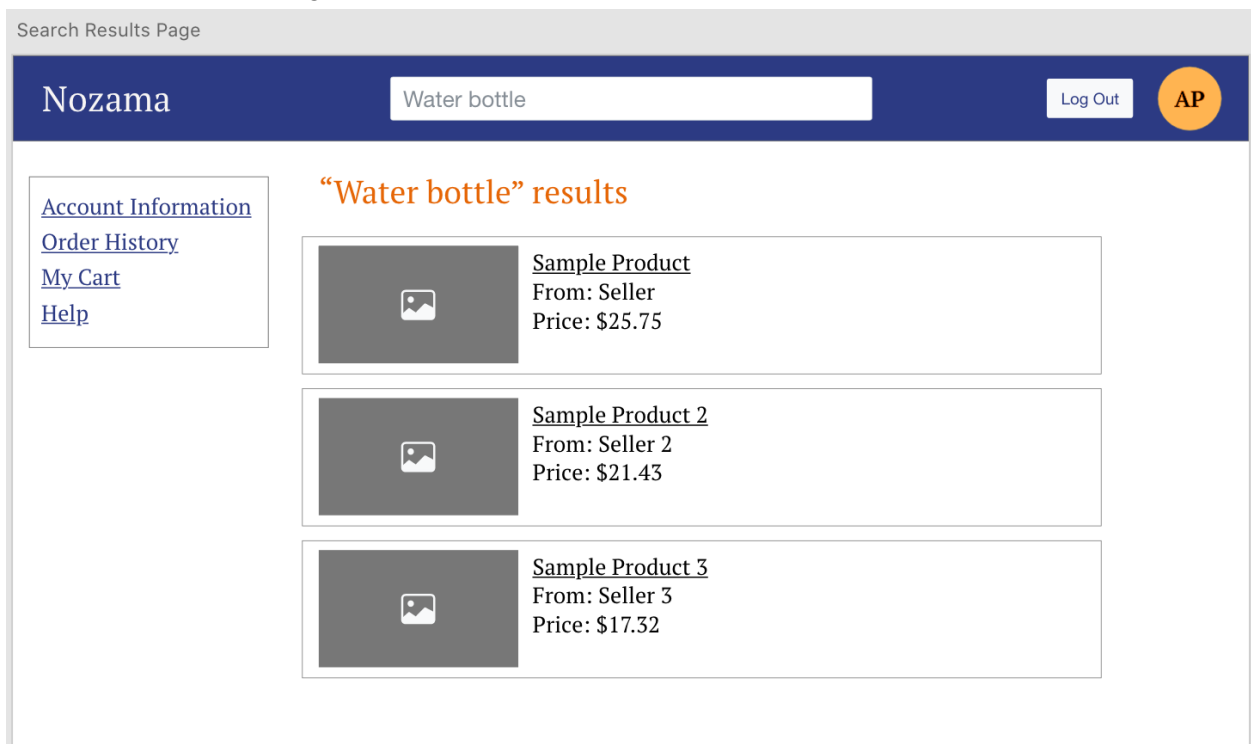 Search Results Page
Nozama
Water bottle
Log Out
AP
Account Information
Order History
My Cart
Help
“Water bottle” results
Sample Product
From: Seller
Price: $25.75
Sample Product 2
From: Seller 2
Price: $21.43
Sample Product 3
From: Seller 3
Price: $17.32